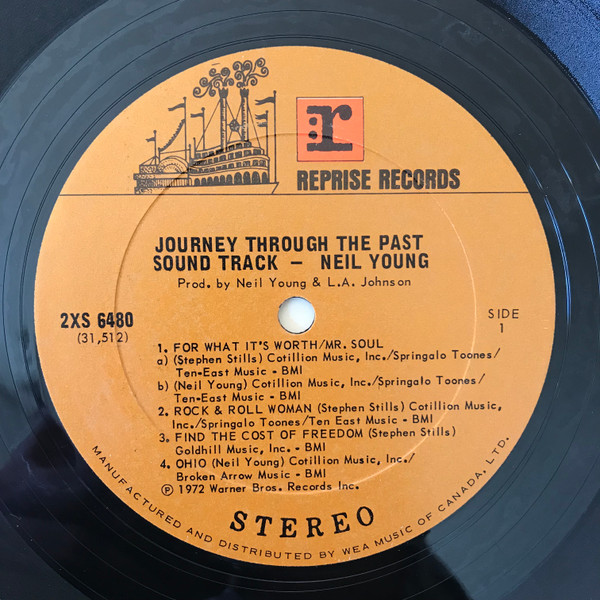 r
REPRISE RECORDS
JOURNEY THROUGH THE PAST
SOUND TRACK – NEIL YOUNG
Prod. by Neil Young & L.A. Johnson
2XS 6480
(31,512)
SIDE
1
1. FOR WHAT IT'S WORTH/MR. SOUL
a) (Stephen Stills) Cotillion Music, Inc./Springalo Toones/
Ten-East Music - BMI
b) (Neil Young) Cotillion Music, Inc./Springalo Toones/
Ten-East Music - BMI
2. ROCK & ROLL WOMAN (Stephen Stills) Cotillion Music,
Inc./Springalo Toones/Ten East Music - BMI
3. FIND THE COST OF FREEDOM (Stephen Stills)
Goldhill Music, Inc. - BMI
4. OHIO (Neil Young) Cotillion Music, Inc./
Broken Arrow Music - BMI
Ⓟ 1972 Warner Bros. Records Inc.
STEREO
MANUFACTURED AND DISTRIBUTED BY WEA MUSIC OF CANADA, LTD.